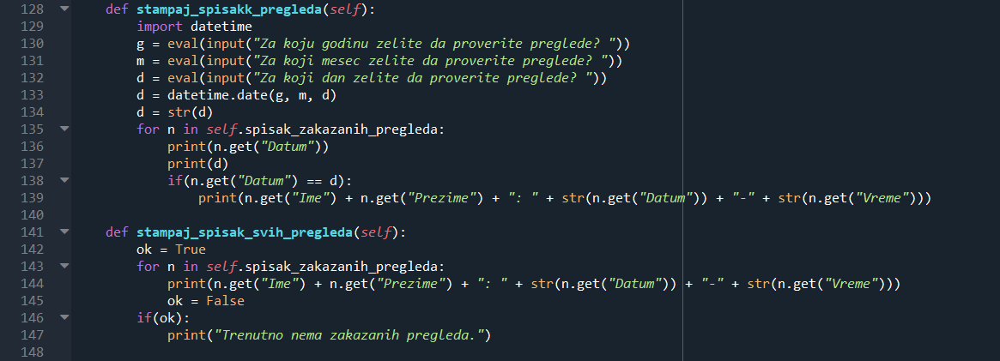 128 def stampaj_spisakk_pregleda(self):
129 import datetime
130 g = eval(input("Za koju godinu zelite da proverite preglede? "))
131 m = eval(input("Za koji mesec zelite da proverite preglede? "))
132 d = eval(input("Za koji dan zelite da proverite preglede? "))
133 d = datetime.date(g, m, d)
134 d = str(d)
135 for n in self.spisak_zakazanih_pregleda:
136 print(n.get("Datum"))
137 print(d)
138 if(n.get("Datum") == d):
139 print(n.get("Ime") + n.get("Prezime") + ": " + str(n.get("Datum")) + "-" + str(n.get("Vreme")))
140
141 def stampaj_spisak_svih_pregleda(self):
142 ok = True
143 for n in self.spisak_zakazanih_pregleda:
144 print(n.get("Ime") + n.get("Prezime") + ": " + str(n.get("Datum")) + "-" + str(n.get("Vreme")))
145 ok = False
146 if(ok):
147 print("Trenutno nema zakazanih pregleda.")
148